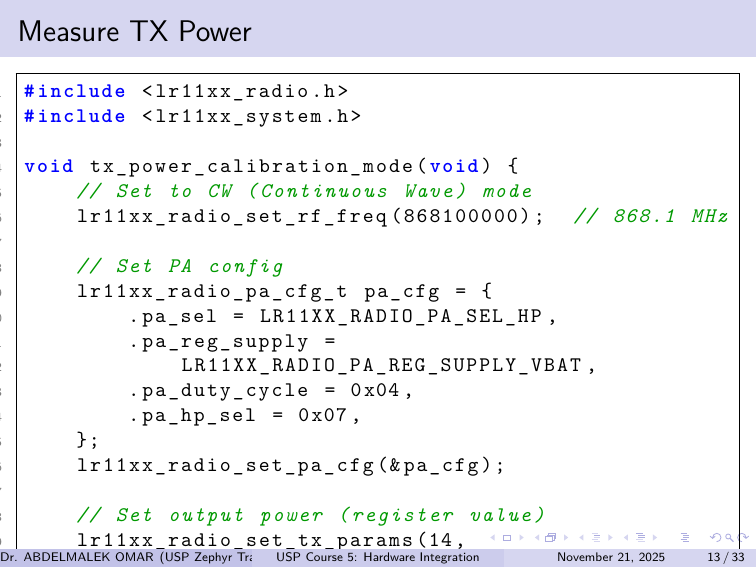 Measure TX Power
#include <lr11xx_radio.h>
#include <lr11xx_system.h>
void tx_power_calibration_mode(void) {
// Set to CW (Continuous Wave) mode
lr11xx_radio_set_rf_freq(868100000); // 868.1 MHz
// Set PA config
lr11xx_radio_pa_cfg_t pa_cfg = {
.pa_sel = LR11XX_RADIO_PA_SEL_HP,
.pa_reg_supply =
LR11XX_RADIO_PA_REG_SUPPLY_VBAT,
.pa_duty_cycle = 0x04,
.pa_hp_sel = 0x07,
};
lr11xx_radio_set_pa_cfg(&pa_cfg);
// Set output power (register value)
lr11xx_radio_set_tx_params(14,
Dr. ABDELMALEK OMAR (USP Zephyr Tra USP Course 5: Hardware Integration November 21, 2025 13 / 33